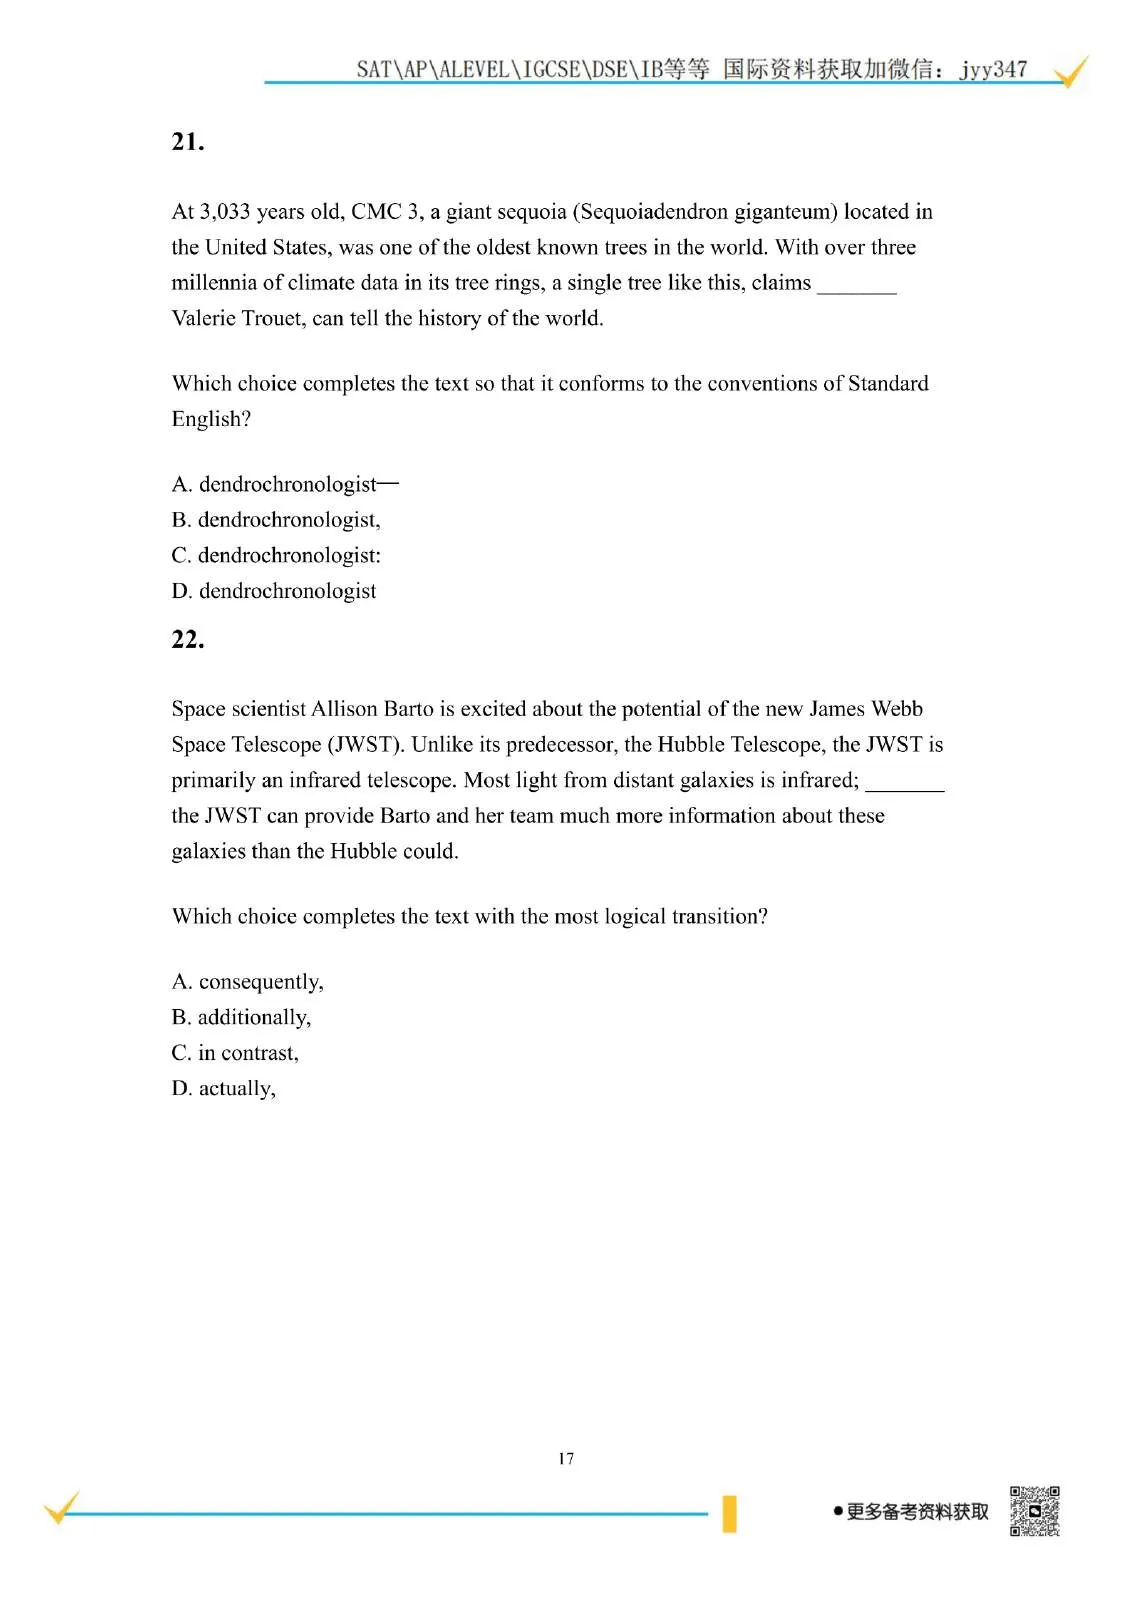 SAT\AP\ALEVEL\IGCSE\DSE\IB等等 国际资料获取加微信：jyy347
21.
At 3,033 years old, CMC 3, a giant sequoia (Sequoiadendron giganteum) located in
the United States, was one of the oldest known trees in the world. With over three
millennia of climate data in its tree rings, a single tree like this, claims _______
Valerie Trouet, can tell the history of the world.
Which choice completes the text so that it conforms to the conventions of Standard
English?
A. dendrochronologist—
B. dendrochronologist,
C. dendrochronologist:
D. dendrochronologist
22.
Space scientist Allison Barto is excited about the potential of the new James Webb
Space Telescope (JWST). Unlike its predecessor, the Hubble Telescope, the JWST is
primarily an infrared telescope. Most light from distant galaxies is infrared; _______
the JWST can provide Barto and her team much more information about these
galaxies than the Hubble could.
Which choice completes the text with the most logical transition?
A. consequently,
B. additionally,
C. in contrast,
D. actually,
17
●更多备考资料获取